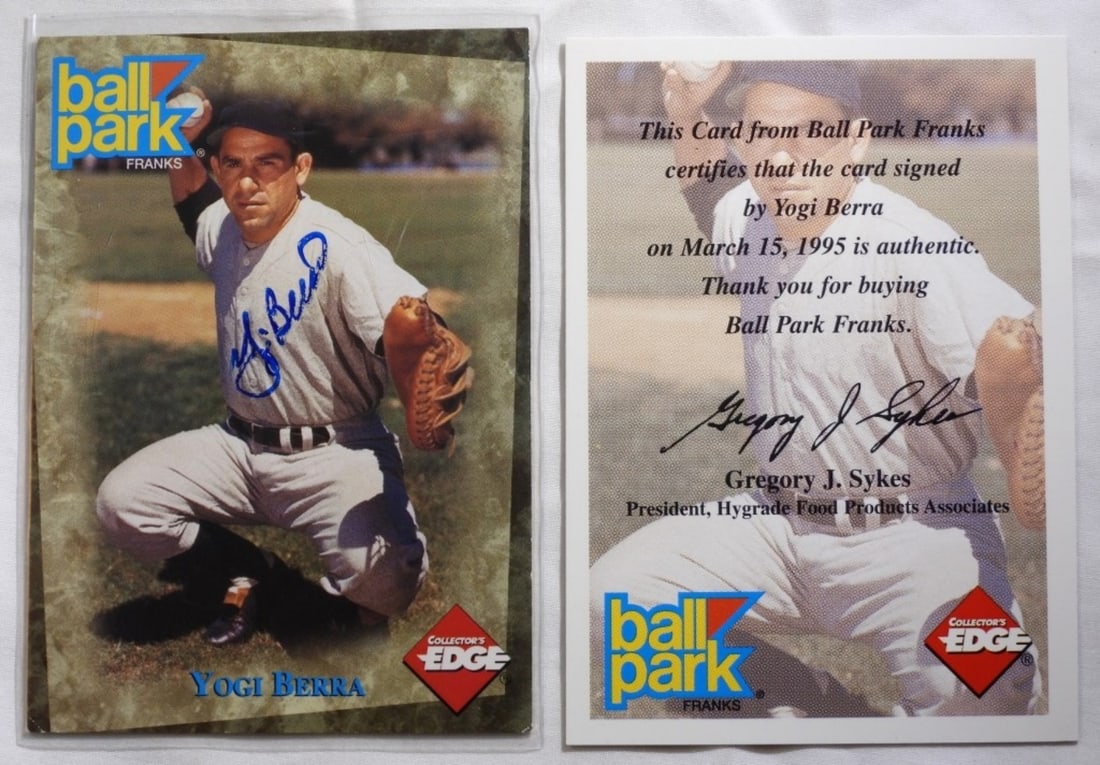 ball
park
FRANKS
®
Yogi Berra
YOGI BERRA
COLLECTOR'S
EDGE
®
This Card from Ball Park Franks
certifies that the card signed
by Yogi Berra
on March 15, 1995 is authentic.
Thank you for buying
Ball Park Franks.
Gregory J Sykes
Gregory J. Sykes
President, Hygrade Food Products Associates
ball
park
FRANKS
®
COLLECTOR'S
EDGE
®